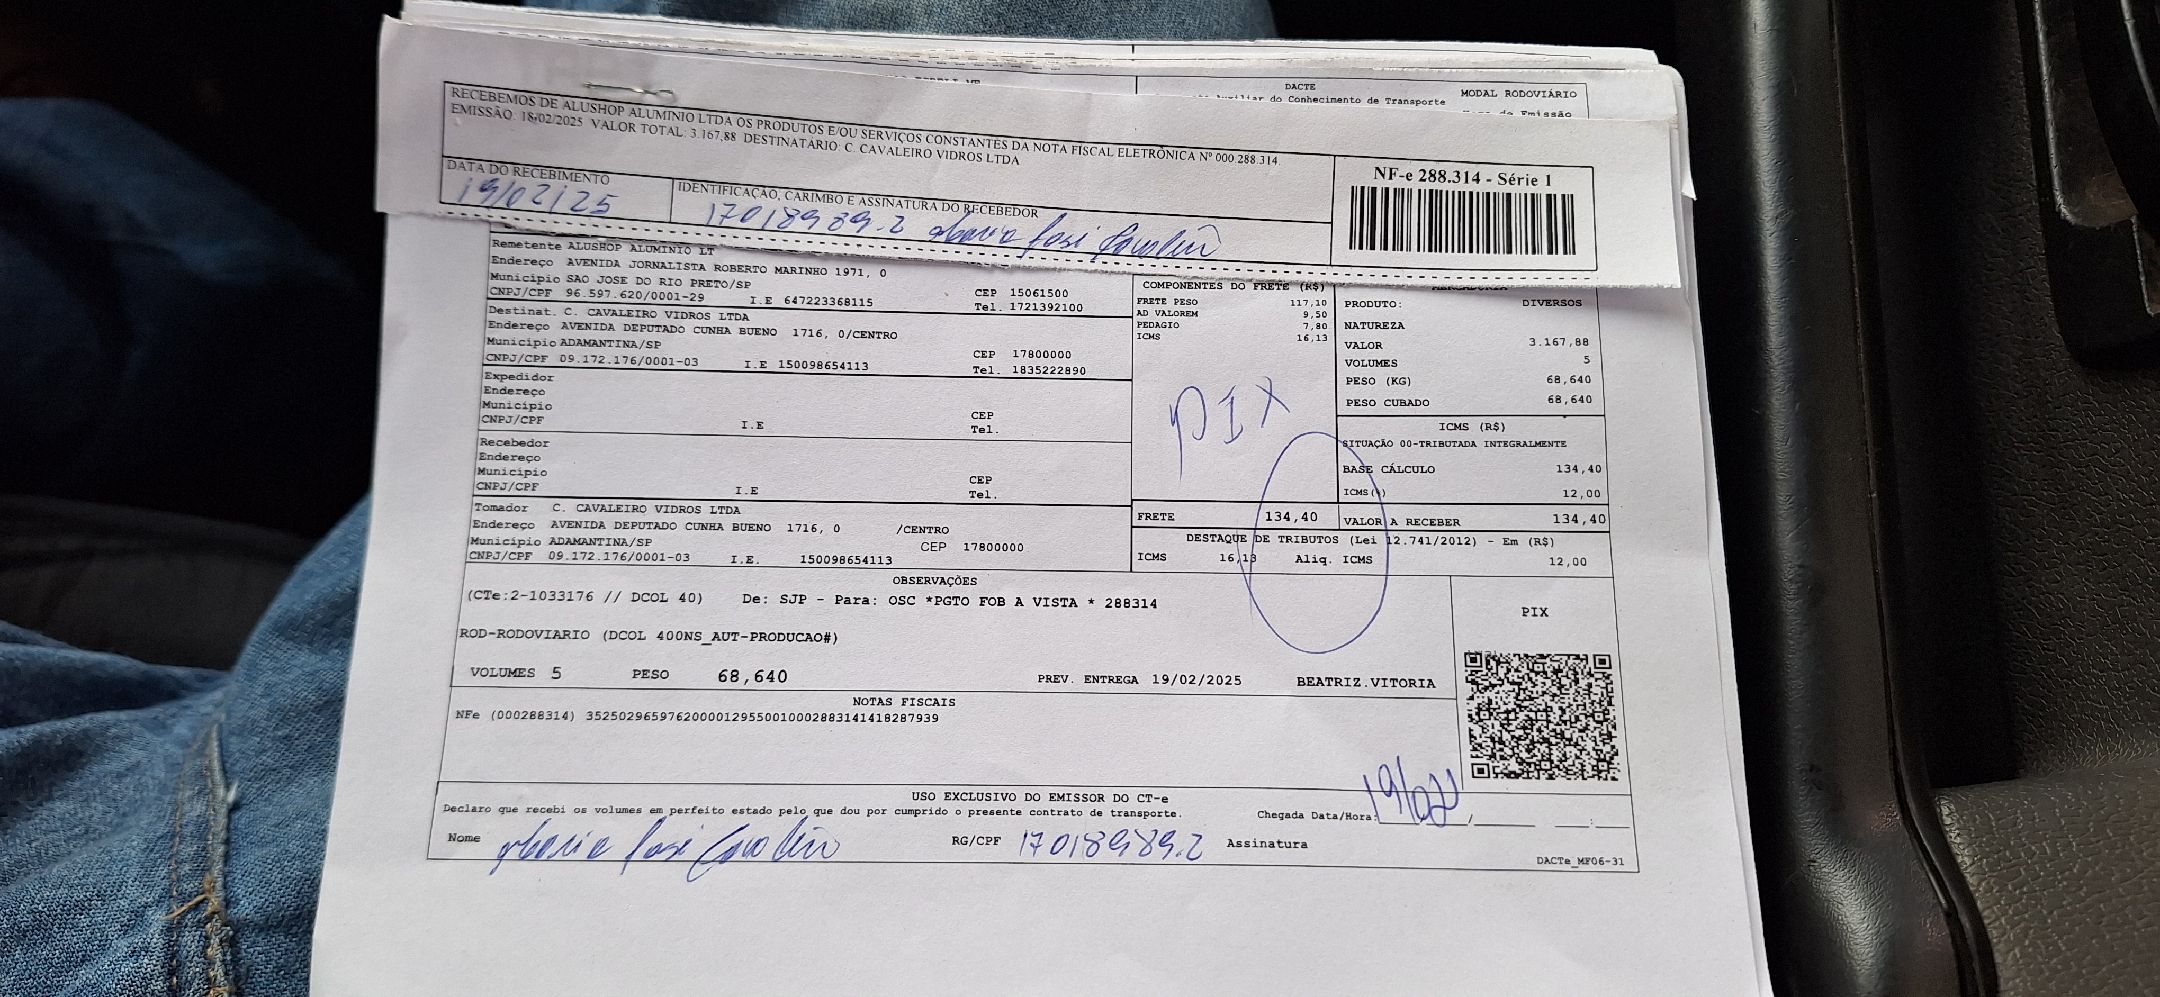 DACTE
MODAL RODOVIÁRIO
Auxiliar do Conhecimento de Transporte
RECEBEMOS DE ALUSHOP ALUMINIO LTDA OS PRODUTOS E/OU SERVIÇOS CONSTANTES DA NOTA FISCAL ELETRÔNICA Nº 000.288.314.
EMISSÃO: 18/02/2025 VALOR TOTAL: 3.167,88 DESTINATÁRIO: C. CAVALEIRO VIDROS LTDA
DATA DO RECEBIMENTO
19/02/25
IDENTIFICAÇÃO, CARIMBO E ASSINATURA DO RECEBEDOR
17018989.2
NF-e 288.314 - Série 1
Remetente ALUSHOP ALUMINIO LT
Endereço AVENIDA JORNALISTA ROBERTO MARINHO 1971, 0
Município SAO JOSE DO RIO PRETO/SP
CEP 15061500
CNPJ/CPF 96.597.620/0001-29 I.E 647223368115 Tel. 1721392100
Destinat. C. CAVALEIRO VIDROS LTDA
Endereço AVENIDA DEPUTADO CUNHA BUENO 1716, 0/CENTRO
Município ADAMANTINA/SP CEP 17800000
CNPJ/CPF 09.172.176/0001-03 I.E 150098654113 Tel. 1835222890
Expedidor
Endereço
Município CEP
CNPJ/CPF I.E Tel.
Recebedor
Endereço
Município CEP
CNPJ/CPF I.E Tel.
Tomador C. CAVALEIRO VIDROS LTDA
Endereço AVENIDA DEPUTADO CUNHA BUENO 1716, 0 /CENTRO
Município ADAMANTINA/SP CEP 17800000
CNPJ/CPF 09.172.176/0001-03 I.E. 150098654113
COMPONENTES DO FRETE (R$)
FRETE PESO 117,10
AD VALOREM 9,50
PEDAGIO 7,80
ICMS 16,13
PIX
FRETE 134,40
PRODUTO: DIVERSOS
NATUREZA
VALOR 3.167,88
VOLUMES 5
PESO (KG) 68,640
PESO CUBADO 68,640
ICMS (R$)
SITUAÇÃO 00-TRIBUTADA INTEGRALMENTE
BASE CÁLCULO 134,40
ICMS(%) 12,00
VALOR A RECEBER 134,40
DESTAQUE DE TRIBUTOS (Lei 12.741/2012) - Em (R$)
ICMS 16,13 Aliq. ICMS 12,00
OBSERVAÇÕES
(CTe:2-1033176 // DCOL 40) De: SJP - Para: OSC *PGTO FOB A VISTA * 288314
ROD-RODOVIARIO (DCOL 400NS_AUT-PRODUCAO#)
VOLUMES 5 PESO 68,640 PREV. ENTREGA 19/02/2025 BEATRIZ.VITORIA
PIX
NOTAS FISCAIS
NFe (000288314) 35250296597620000129550010002883141418287939
USO EXCLUSIVO DO EMISSOR DO CT-e
Declaro que recebi os volumes em perfeito estado pelo que dou por cumprido o presente contrato de transporte.
Chegada Data/Hora:
Nome
RG/CPF 17018989.2 Assinatura
DACTe_MF06-31